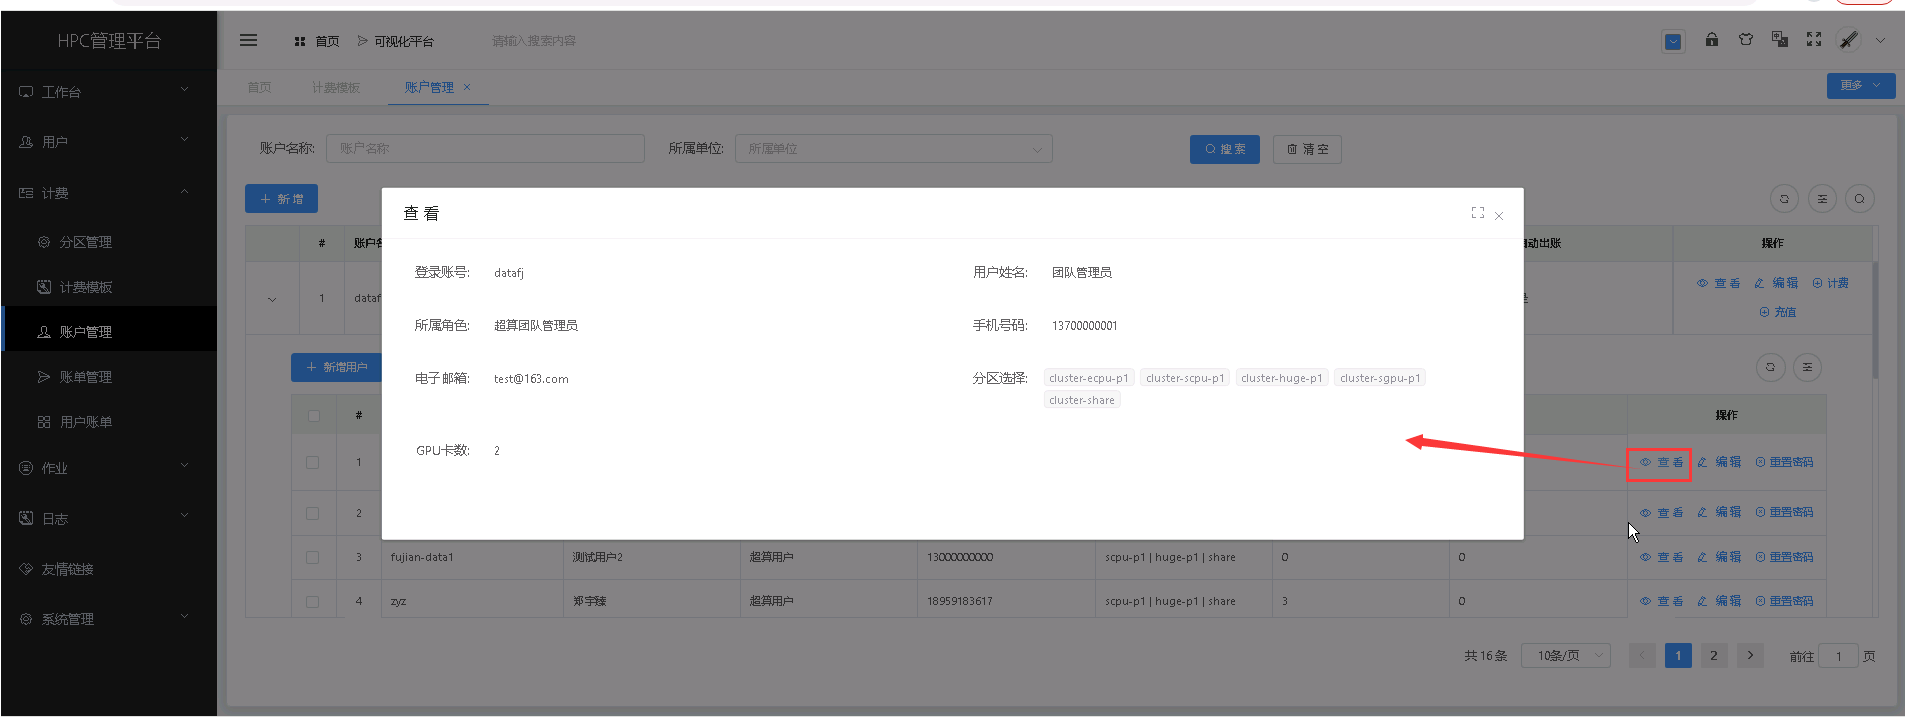 HPC管理平台
首页
可视化平台
请输入搜索内容
工作台
用户
计费
分区管理
计费模板
账户管理
账单管理
用户账单
作业
日志
友情链接
系统管理
首页
计费模板
账户管理
更多
账户名称:
账户名称
所属单位:
所属单位
搜 索
清 空
新 增
#
动出账
操作
1
查 看
编 辑
计费
充值
新增用户
#
操作
查 看
登录账号:
datafj
用户姓名:
团队管理员
所属角色:
超算团队管理员
手机号码:
13700000001
电子邮箱:
test@163.com
分区选择:
cluster-ecpu-p1
cluster-scpu-p1
cluster-huge-p1
cluster-sgpu-p1
cluster-share
GPU卡数:
2
1
查 看
编 辑
重置密码
2
查 看
编 辑
重置密码
3
fujian-data1
测试用户2
超算用户
13000000000
scpu-p1 | huge-p1 | share
0
0
查 看
编 辑
重置密码
4
zyz
郑宇臻
超算用户
18959183617
scpu-p1 | huge-p1 | share
3
0
查 看
编 辑
重置密码
共 16 条
10条/页
1
2
前往
1
页